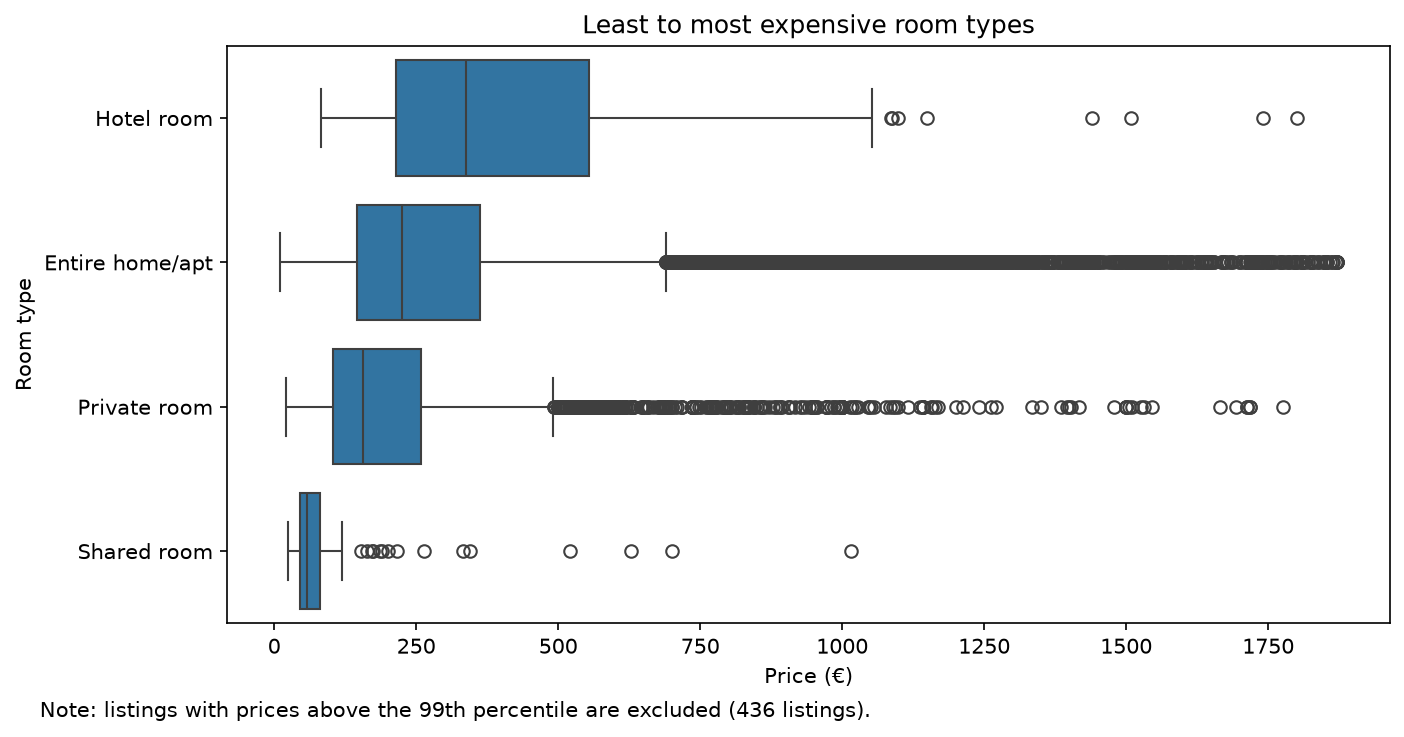 Least to most expensive room types
Room type
Hotel room
Entire home/apt
Private room
Shared room
0 250 500 750 1000 1250 1500 1750
Price (€)
Note: listings with prices above the 99th percentile are excluded (436 listings).